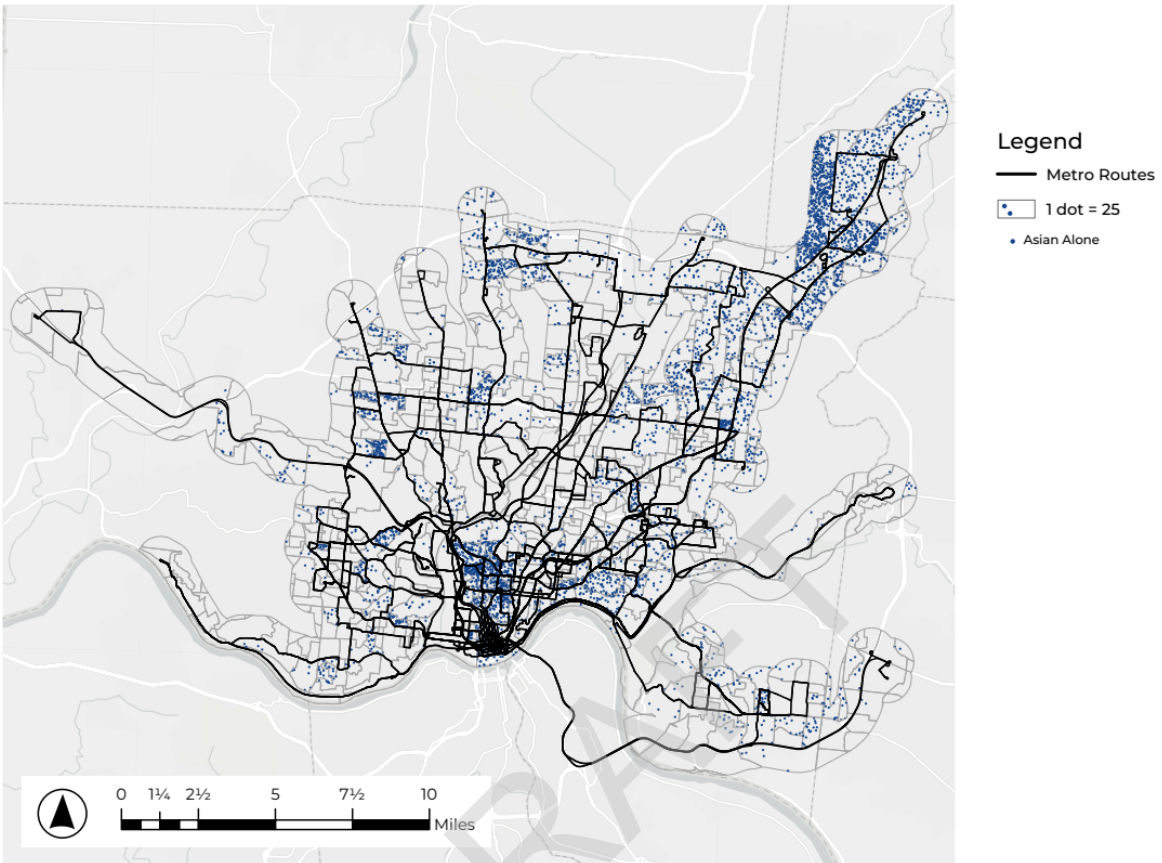 Legend
Metro Routes
1 dot = 25
Asian Alone
0 1¼ 2½ 5 7½ 10
Miles
DRAFT